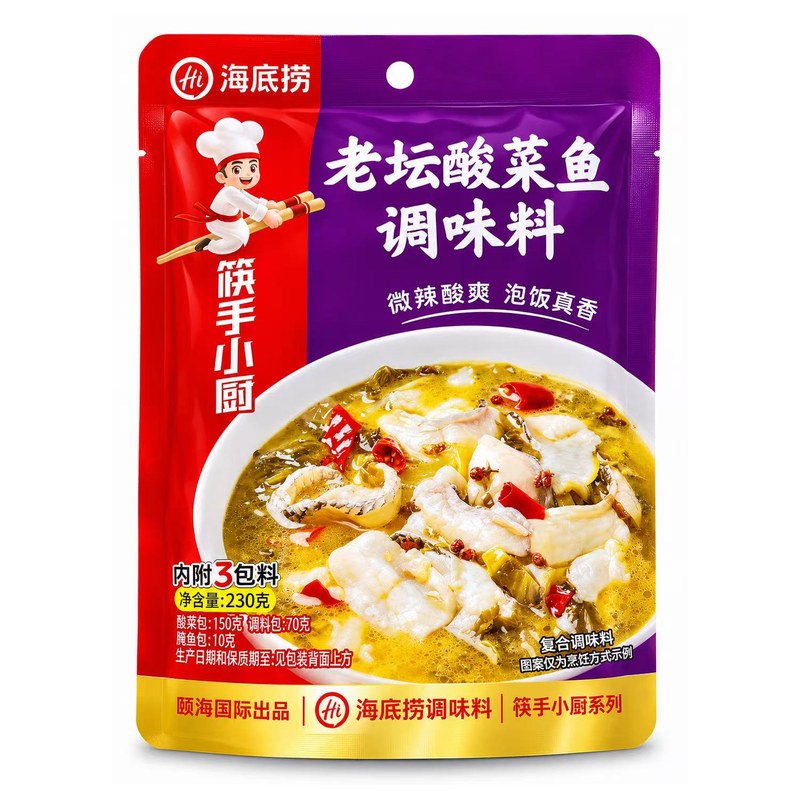 Hi 海底捞
老坛酸菜鱼
调味料
微辣酸爽 泡饭真香
筷手小厨
内附3包料
净含量:230克
酸菜包:150克 调料包:70克
腌鱼包:10克
生产日期和保质期至:见包装背面上方
复合调味料
图案仅为烹饪方式示例
颐海国际出品 Hi 海底捞调味料 筷手小厨系列